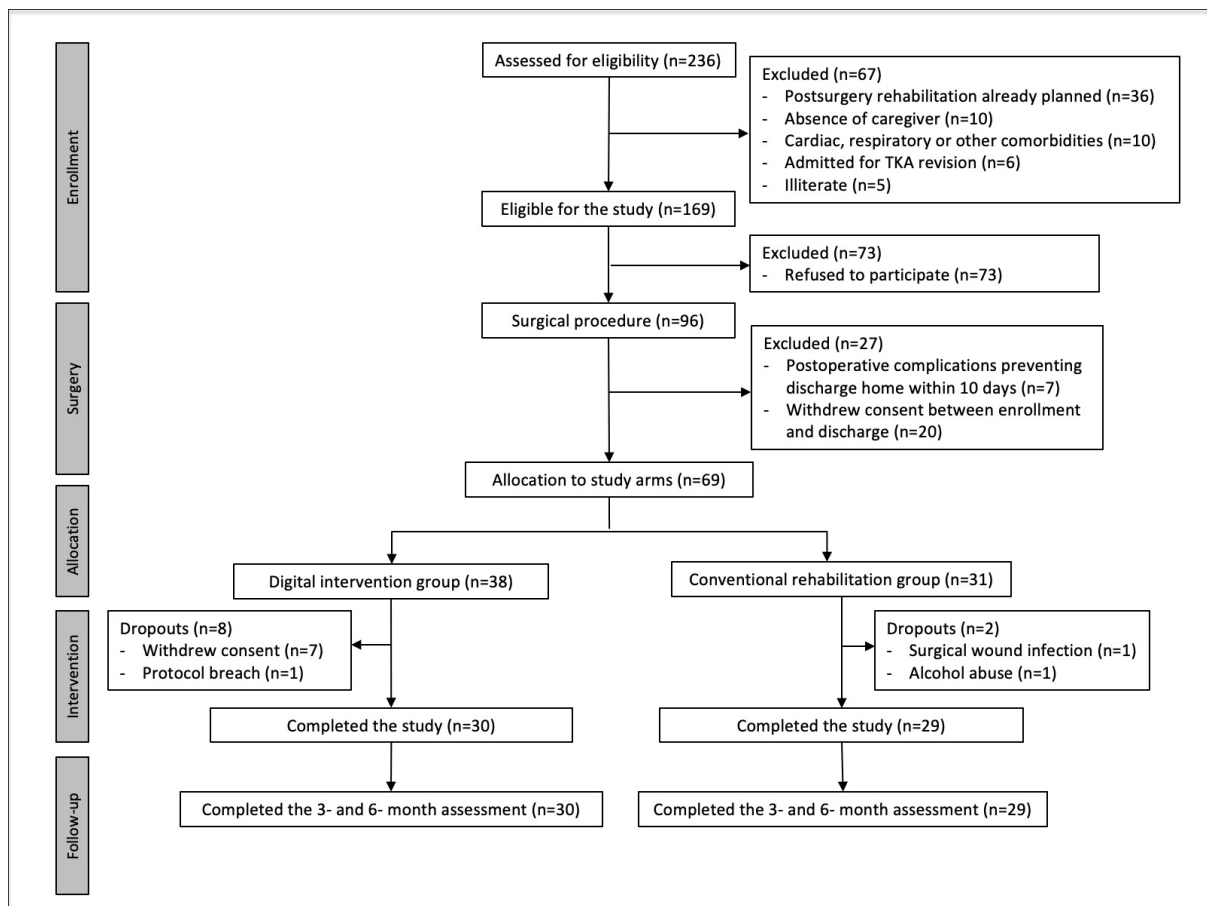 Enrollment
Assessed for eligibility (n=236)
Excluded (n=67)
- Postsurgery rehabilitation already planned (n=36)
- Absence of caregiver (n=10)
- Cardiac, respiratory or other comorbidities (n=10)
- Admitted for TKA revision (n=6)
- Illiterate (n=5)
Eligible for the study (n=169)
Excluded (n=73)
- Refused to participate (n=73)
Surgery
Surgical procedure (n=96)
Excluded (n=27)
- Postoperative complications preventing
discharge home within 10 days (n=7)
- Withdrew consent between enrollment
and discharge (n=20)
Allocation to study arms (n=69)
Allocation
Digital intervention group (n=38)
Conventional rehabilitation group (n=31)
Intervention
Dropouts (n=8)
- Withdrew consent (n=7)
- Protocol breach (n=1)
Dropouts (n=2)
- Surgical wound infection (n=1)
- Alcohol abuse (n=1)
Completed the study (n=30)
Completed the study (n=29)
Follow-up
Completed the 3- and 6- month assessment (n=30)
Completed the 3- and 6- month assessment (n=29)